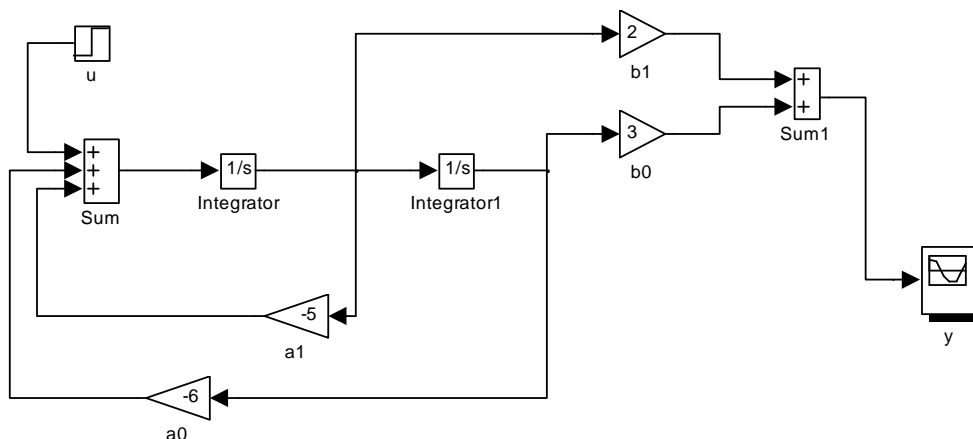 2
b1
u
+
+
Sum1
3
b0
+
+
+
Sum
1/s
Integrator
1/s
Integrator1
-5
a1
y
-6
a0